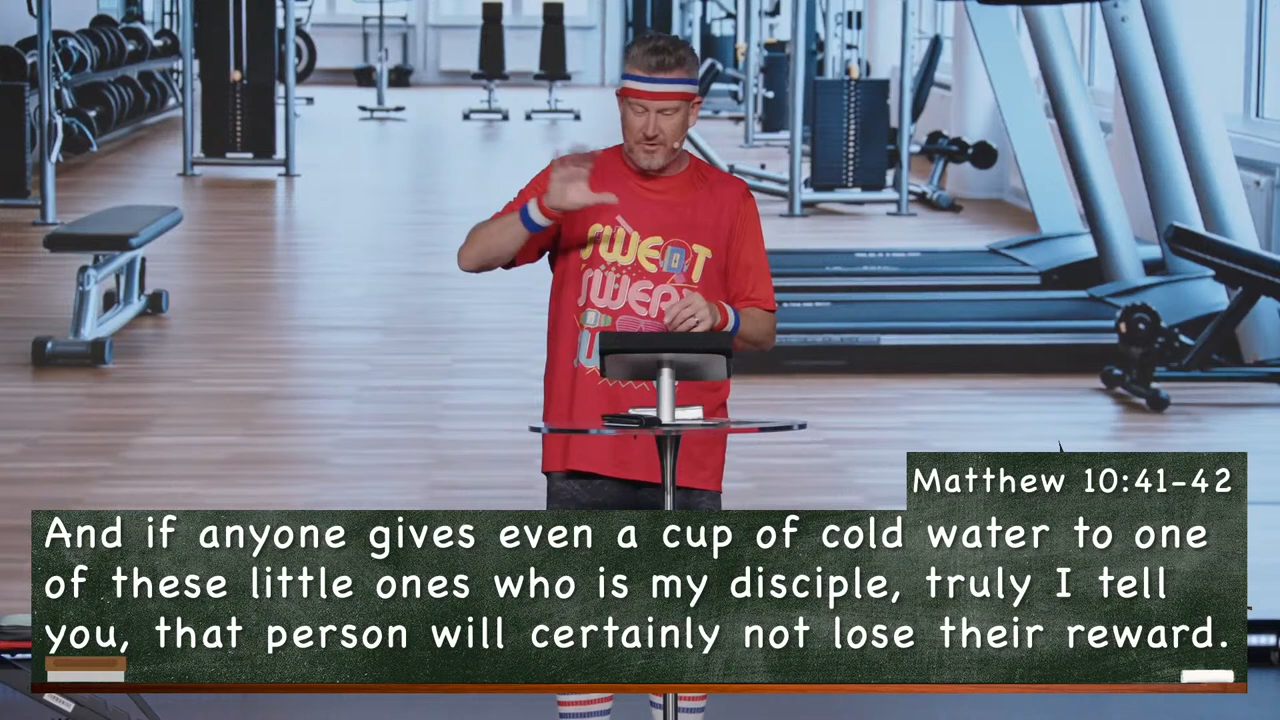 SWEAT
SWEAT
Matthew 10:41-42
And if anyone gives even a cup of cold water to one
of these little ones who is my disciple, truly I tell
you, that person will certainly not lose their reward.